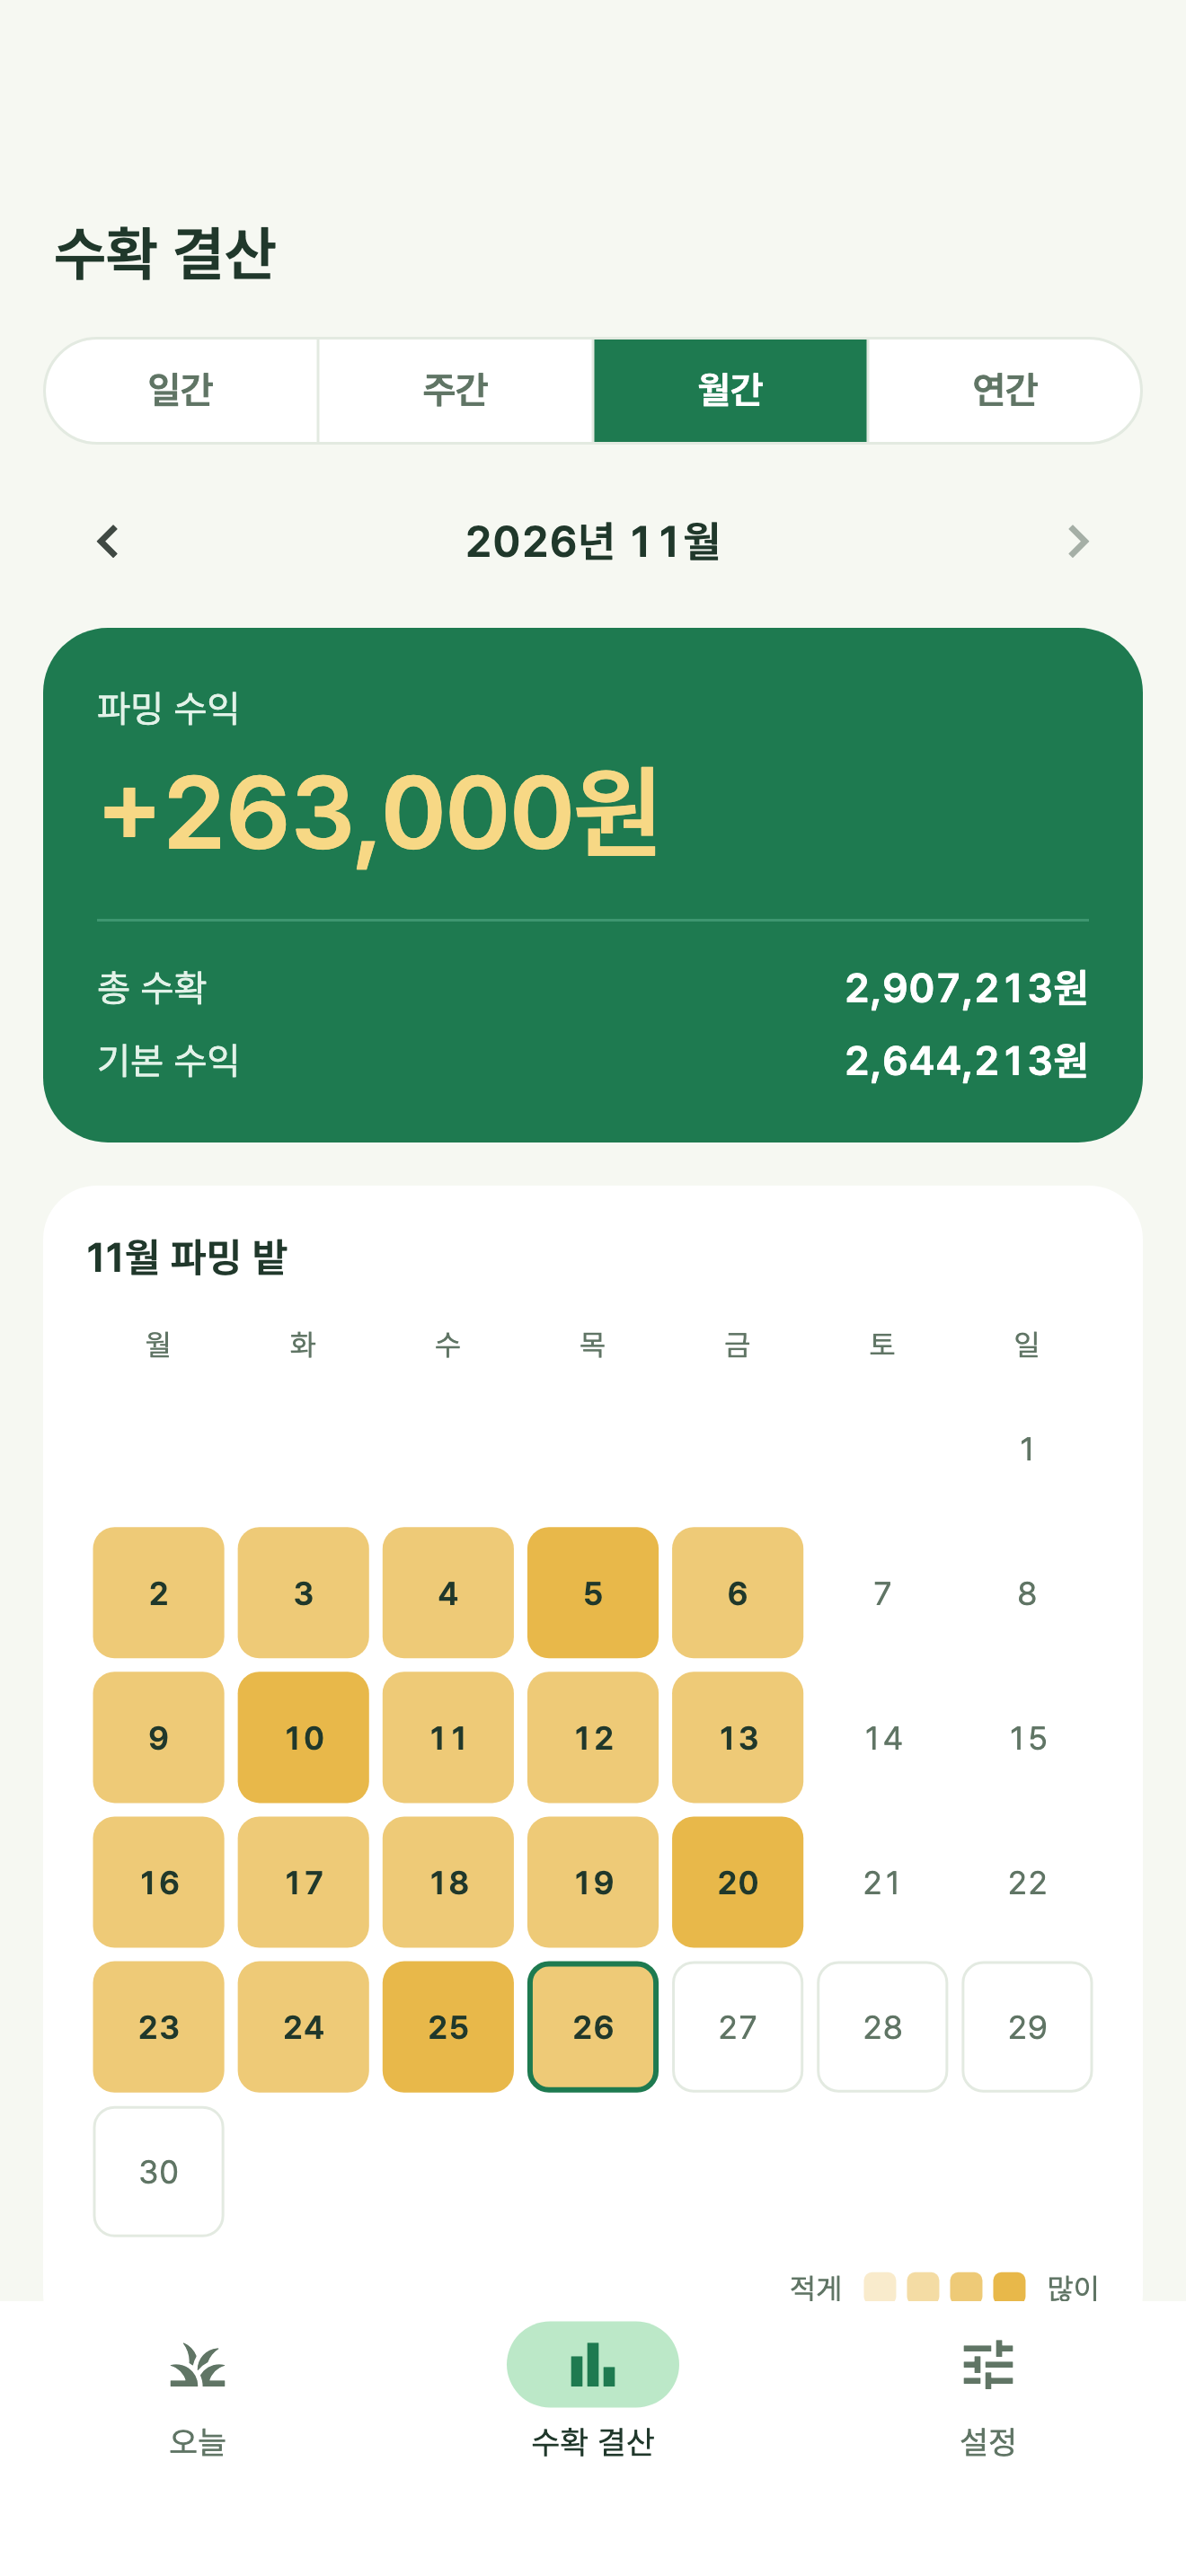 수확 결산
일간 주간 월간 연간
2026년 11월
파밍 수익
+263,000원
총 수확 2,907,213원
기본 수익 2,644,213원
11월 파밍 밭
월 화 수 목 금 토 일
1
2 3 4 5 6 7 8
9 10 11 12 13 14 15
16 17 18 19 20 21 22
23 24 25 26 27 28 29
30
적게 많이
오늘 수확 결산 설정